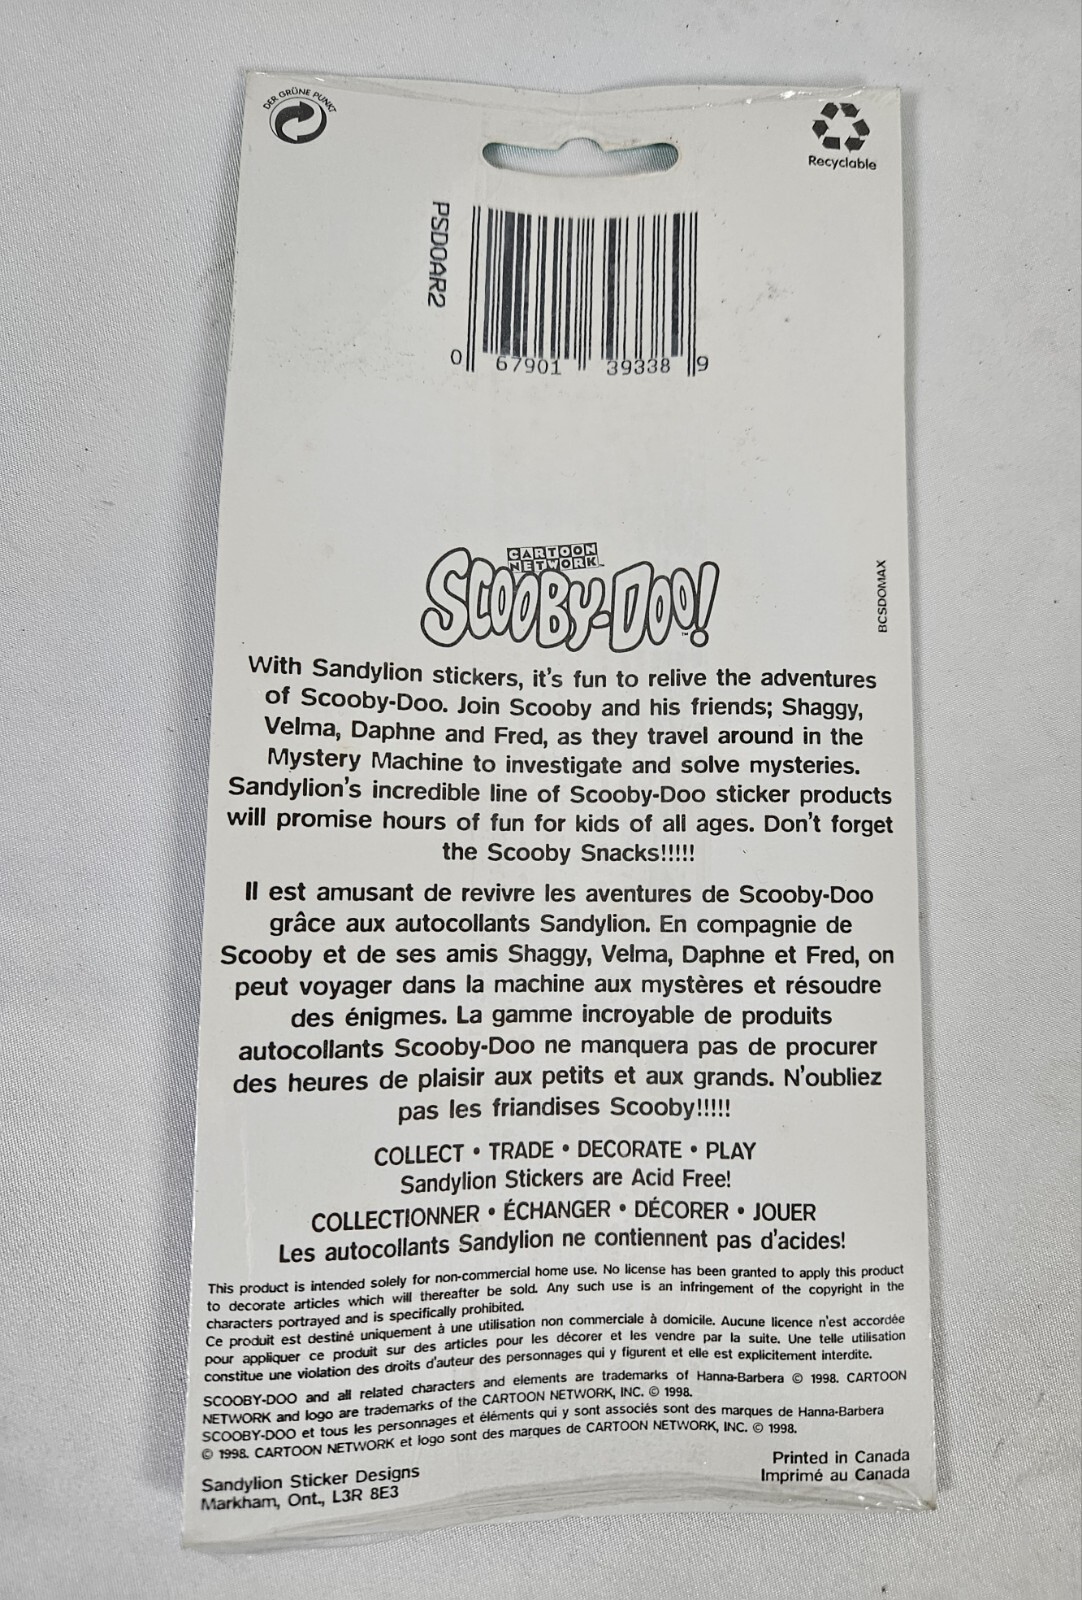 DER GRÜNE PUNKT
Recyclable
PSDOAR2
0 67901 39338 9
CARTOON
NETWORK
SCOOBY-DOO!
TM
BCSDOMAX
With Sandylion stickers, it's fun to relive the adventures
of Scooby-Doo. Join Scooby and his friends; Shaggy,
Velma, Daphne and Fred, as they travel around in the
Mystery Machine to investigate and solve mysteries.
Sandylion's incredible line of Scooby-Doo sticker products
will promise hours of fun for kids of all ages. Don't forget
the Scooby Snacks!!!!!
Il est amusant de revivre les aventures de Scooby-Doo
grâce aux autocollants Sandylion. En compagnie de
Scooby et de ses amis Shaggy, Velma, Daphne et Fred, on
peut voyager dans la machine aux mystères et résoudre
des énigmes. La gamme incroyable de produits
autocollants Scooby-Doo ne manquera pas de procurer
des heures de plaisir aux petits et aux grands. N'oubliez
pas les friandises Scooby!!!!!
COLLECT • TRADE • DECORATE • PLAY
Sandylion Stickers are Acid Free!
COLLECTIONNER • ÉCHANGER • DÉCORER • JOUER
Les autocollants Sandylion ne contiennent pas d'acides!
This product is intended solely for non-commercial home use. No license has been granted to apply this product
to decorate articles which will thereafter be sold. Any such use is an infringement of the copyright in the
characters portrayed and is specifically prohibited.
Ce produit est destiné uniquement à une utilisation non commerciale à domicile. Aucune licence n'est accordée
pour appliquer ce produit sur des articles pour les décorer et les vendre par la suite. Une telle utilisation
constitue une violation des droits d'auteur des personnages qui y figurent et elle est explicitement interdite.
SCOOBY-DOO and all related characters and elements are trademarks of Hanna-Barbera © 1998. CARTOON
NETWORK and logo are trademarks of the CARTOON NETWORK, INC. © 1998.
SCOOBY-DOO et tous les personnages et éléments qui y sont associés sont des marques de Hanna-Barbera
© 1998. CARTOON NETWORK et logo sont des marques de CARTOON NETWORK, INC. © 1998.
Sandylion Sticker Designs
Markham, Ont., L3R 8E3
Printed in Canada
Imprimé au Canada